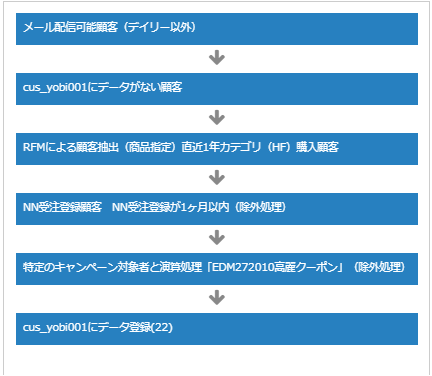 メール配信可能顧客（デイリー以外）
cus_yobi001にデータがない顧客
RFMによる顧客抽出（商品指定）直近1年カテゴリ（HF）購入顧客
NN受注登録顧客　NN受注登録が1ヶ月以内（除外処理）
特定のキャンペーン対象者と演算処理「EDM272010高麗クーポン」（除外処理）
cus_yobi001にデータ登録(22)